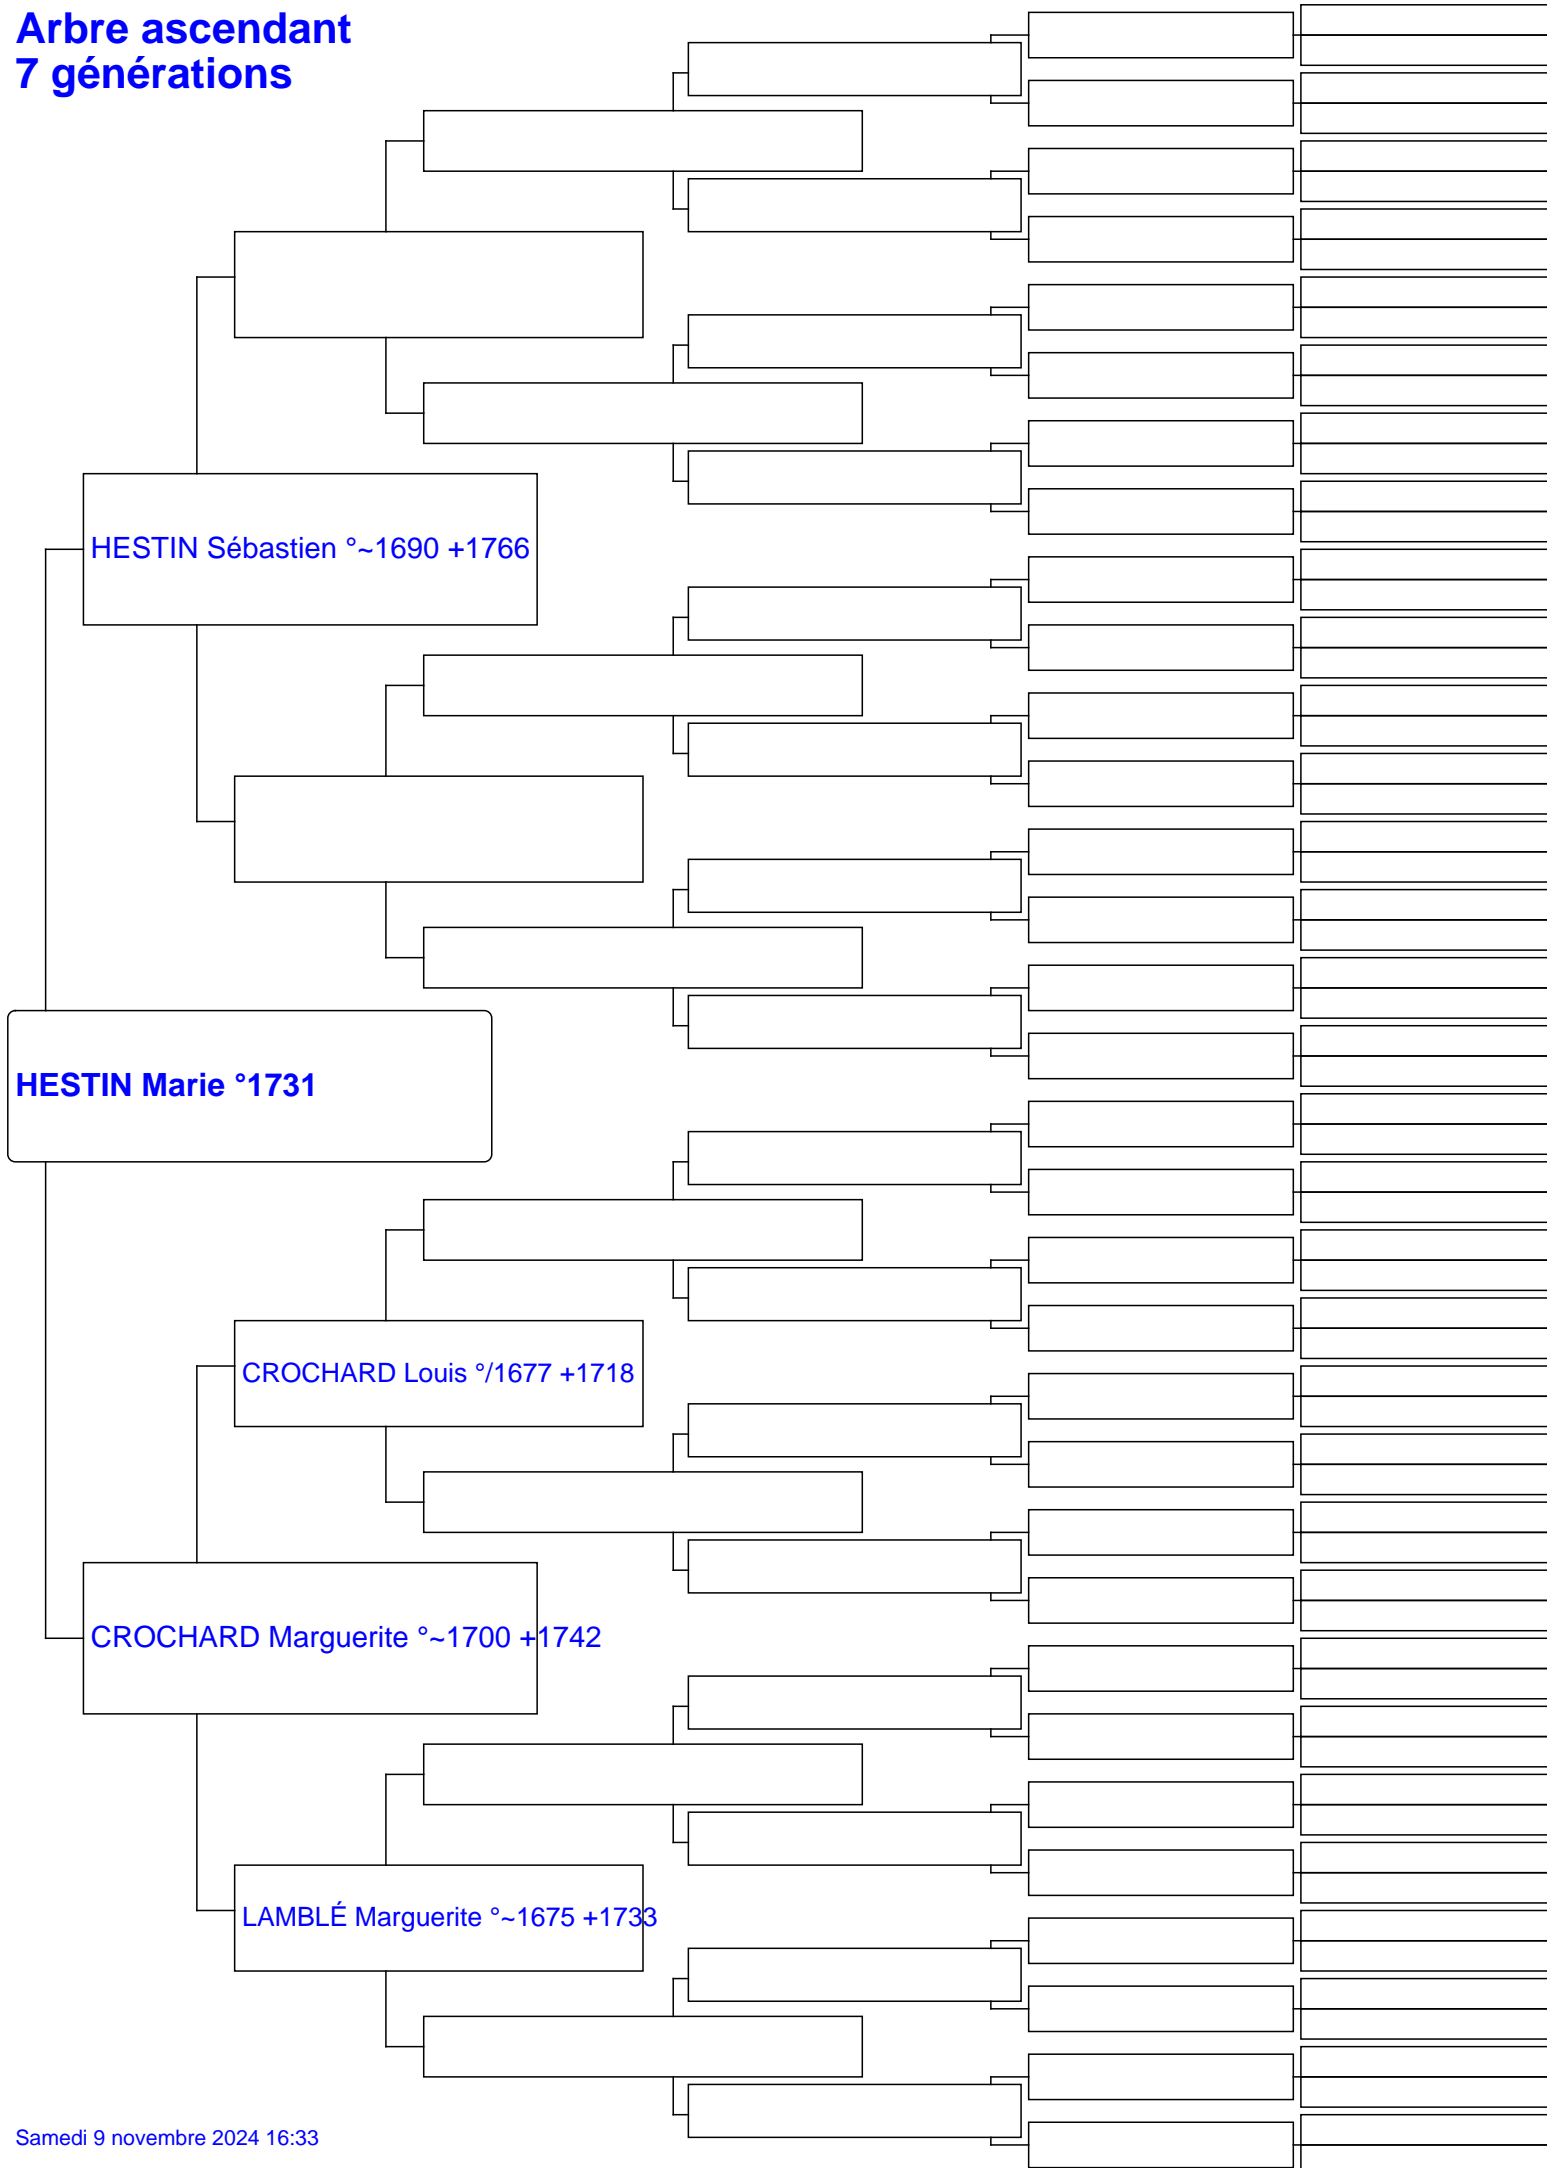 Arbre ascendant
7 générations
HESTIN Sébastien °~1690 +1766
HESTIN Marie °1731
CROCHARD Louis °/1677 +1718
CROCHARD Marguerite °~1700 +1742
LAMBLÉ Marguerite °~1675 +1733
Samedi 9 novembre 2024 16:33